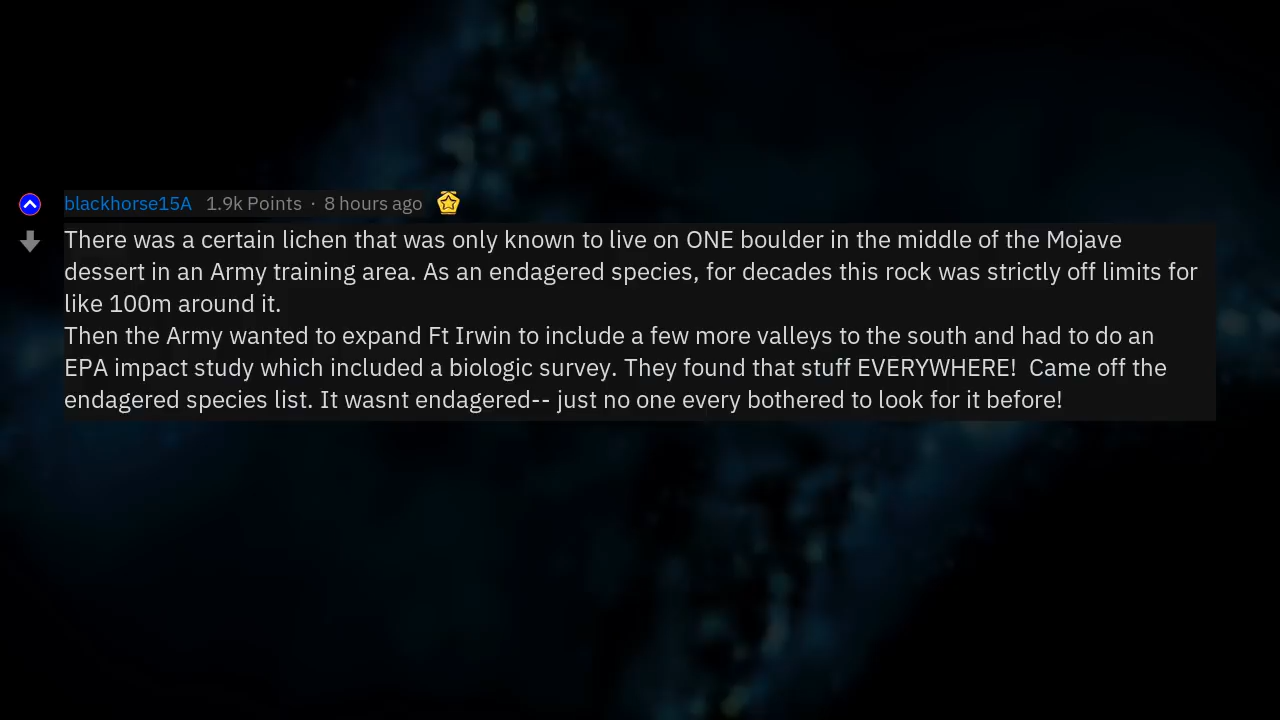 blackhorse15A 1.9k Points · 8 hours ago
There was a certain lichen that was only known to live on ONE boulder in the middle of the Mojave
dessert in an Army training area. As an endagered species, for decades this rock was strictly off limits for
like 100m around it.
Then the Army wanted to expand Ft Irwin to include a few more valleys to the south and had to do an
EPA impact study which included a biologic survey. They found that stuff EVERYWHERE!  Came off the
endagered species list. It wasnt endagered-- just no one every bothered to look for it before!